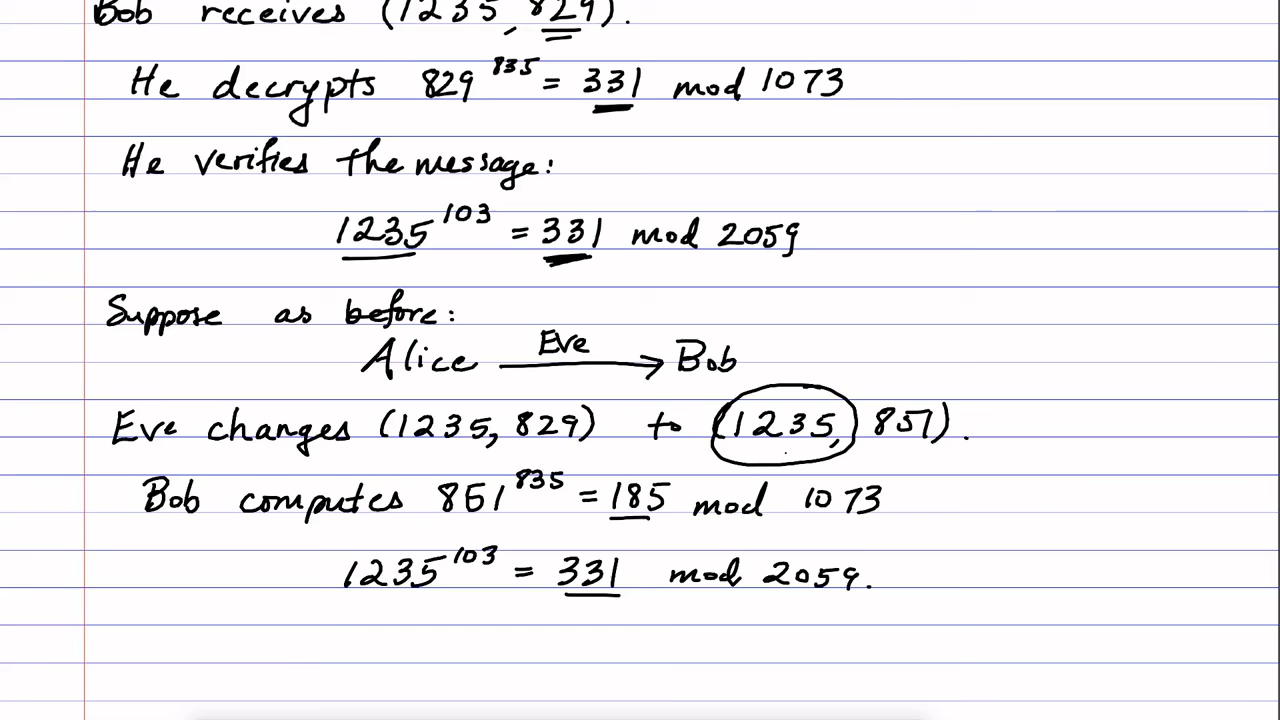 Bob receives (1235, 829).
He decrypts 829^835 = 331 mod 1073
He verifies the message:
1235^103 = 331 mod 2059
Suppose as before:
Eve
Alice → Bob
Eve changes (1235, 829) to (1235, 851).
Bob computes 851^835 = 185 mod 1073
1235^103 = 331 mod 2059.